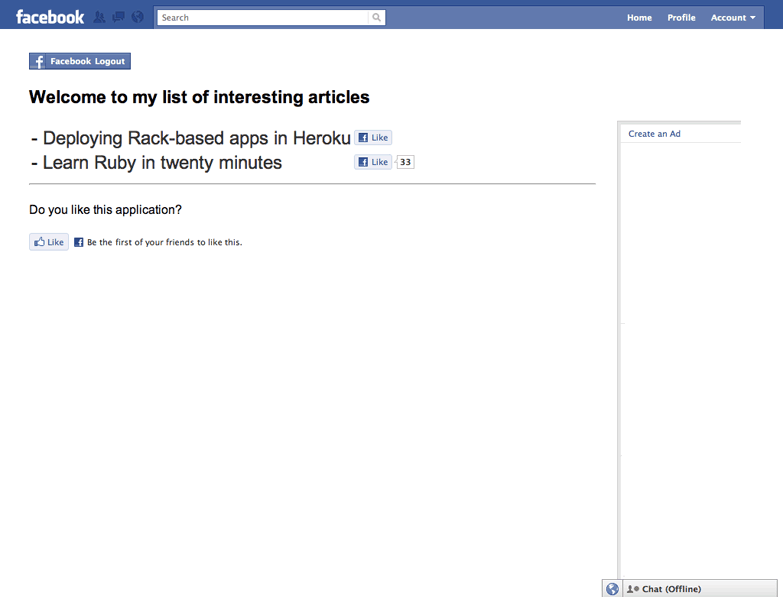 facebook Search Home Profile Account
Facebook Logout
Welcome to my list of interesting articles
- Deploying Rack-based apps in Heroku Like
- Learn Ruby in twenty minutes Like 33
Create an Ad
Do you like this application?
Like Be the first of your friends to like this.
Chat (Offline)